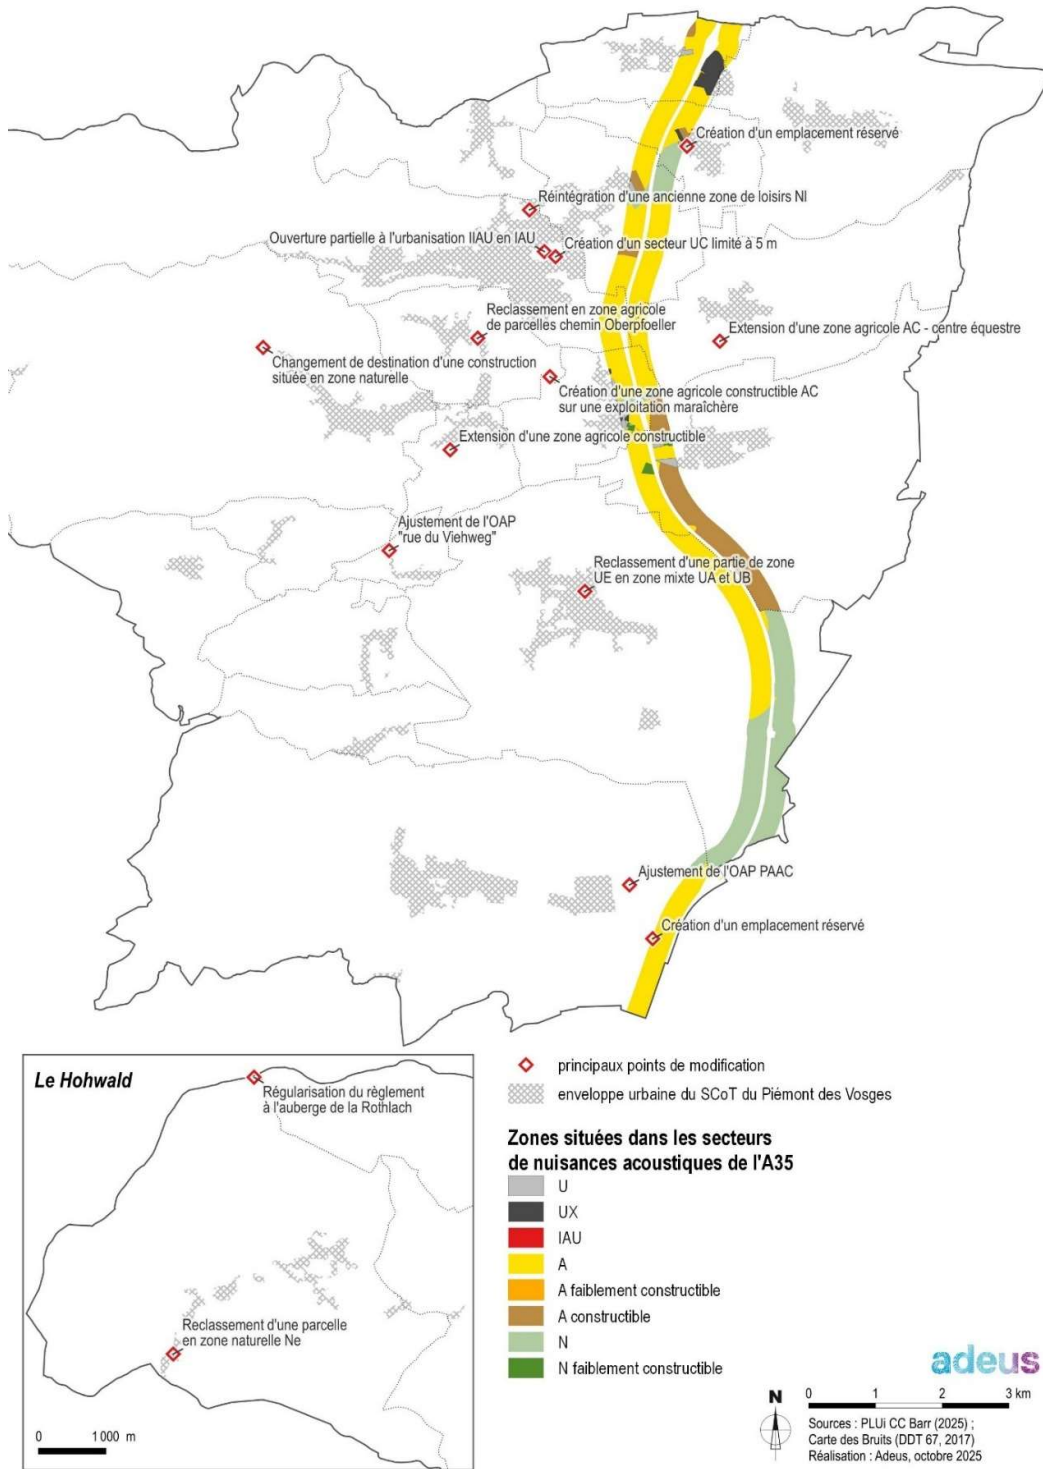 Création d'un emplacement réservé
Réintégration d'une ancienne zone de loisirs Nl
Ouverture partielle à l'urbanisation IIAU en IAU
Création d'un secteur UC limité à 5 m
Reclassement en zone agricole
de parcelles chemin Oberpfoeller
Extension d'une zone agricole AC - centre équestre
Changement de destination d'une construction
située en zone naturelle
Création d'une zone agricole constructible AC
sur une exploitation maraîchère
Extension d'une zone agricole constructible
Ajustement de l'OAP
"rue du Viehweg"
Reclassement d'une partie de zone
UE en zone mixte UA et UB
Ajustement de l'OAP PAAC
Création d'un emplacement réservé
Le Hohwald
Régularisation du règlement
à l'auberge de la Rothlach
Reclassement d'une parcelle
en zone naturelle Ne
0 1 000 m
principaux points de modification
enveloppe urbaine du SCoT du Piémont des Vosges
Zones situées dans les secteurs
de nuisances acoustiques de l'A35
U
UX
IAU
A
A faiblement constructible
A constructible
N
N faiblement constructible
adeus
N
0 1 2 3 km
Sources : PLUi CC Barr (2025) ;
Carte des Bruits (DDT 67, 2017)
Réalisation : Adeus, octobre 2025